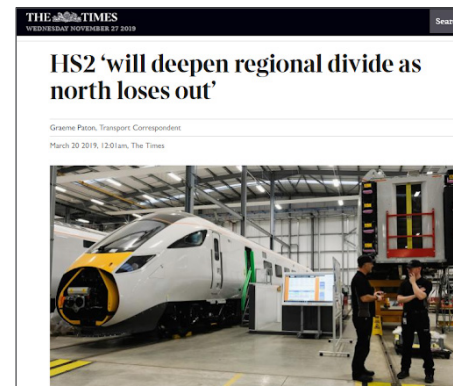 THE TIMES
WEDNESDAY NOVEMBER 27 2019
HS2 ‘will deepen regional divide as
north loses out’
Graeme Paton, Transport Correspondent
March 20 2019, 12:01am, The Times